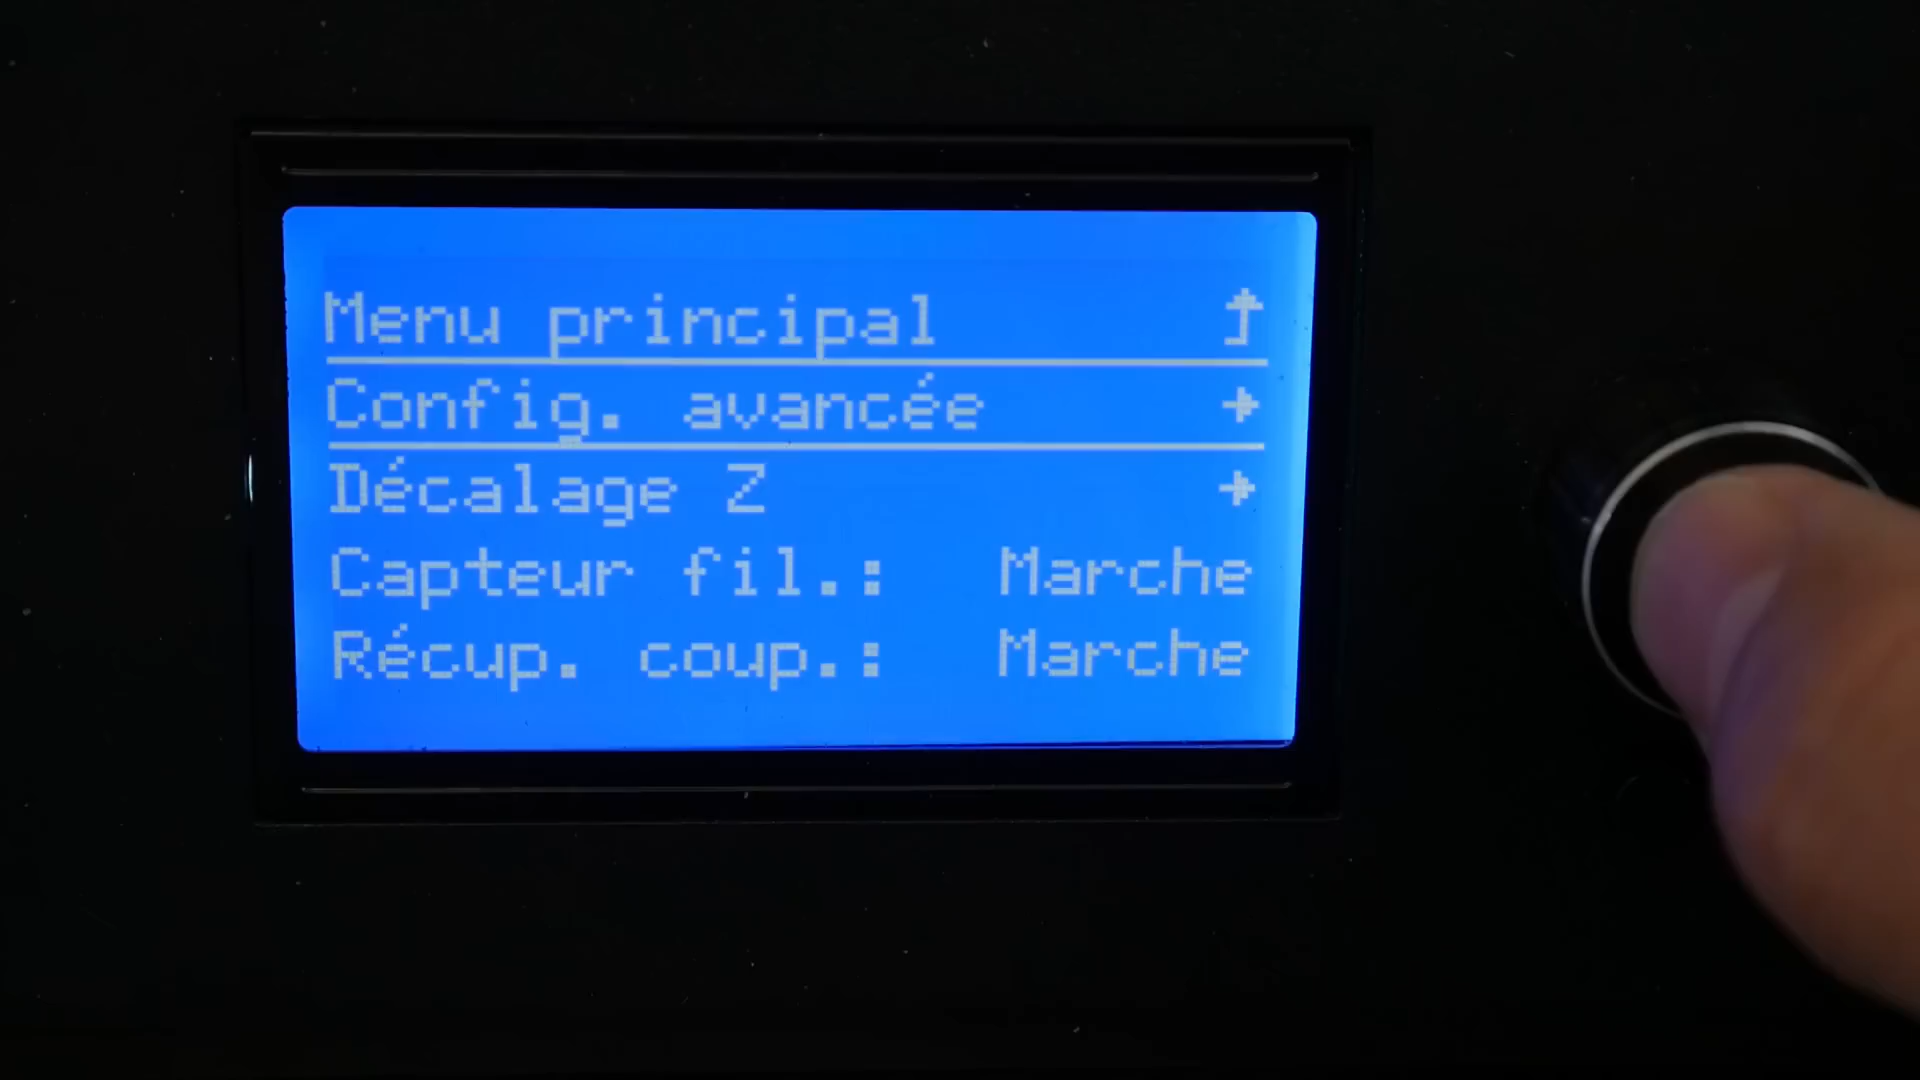 Menu principal
Config. avancée
Décalage Z
Capteur fil.: Marche
Récup. coup.: Marche